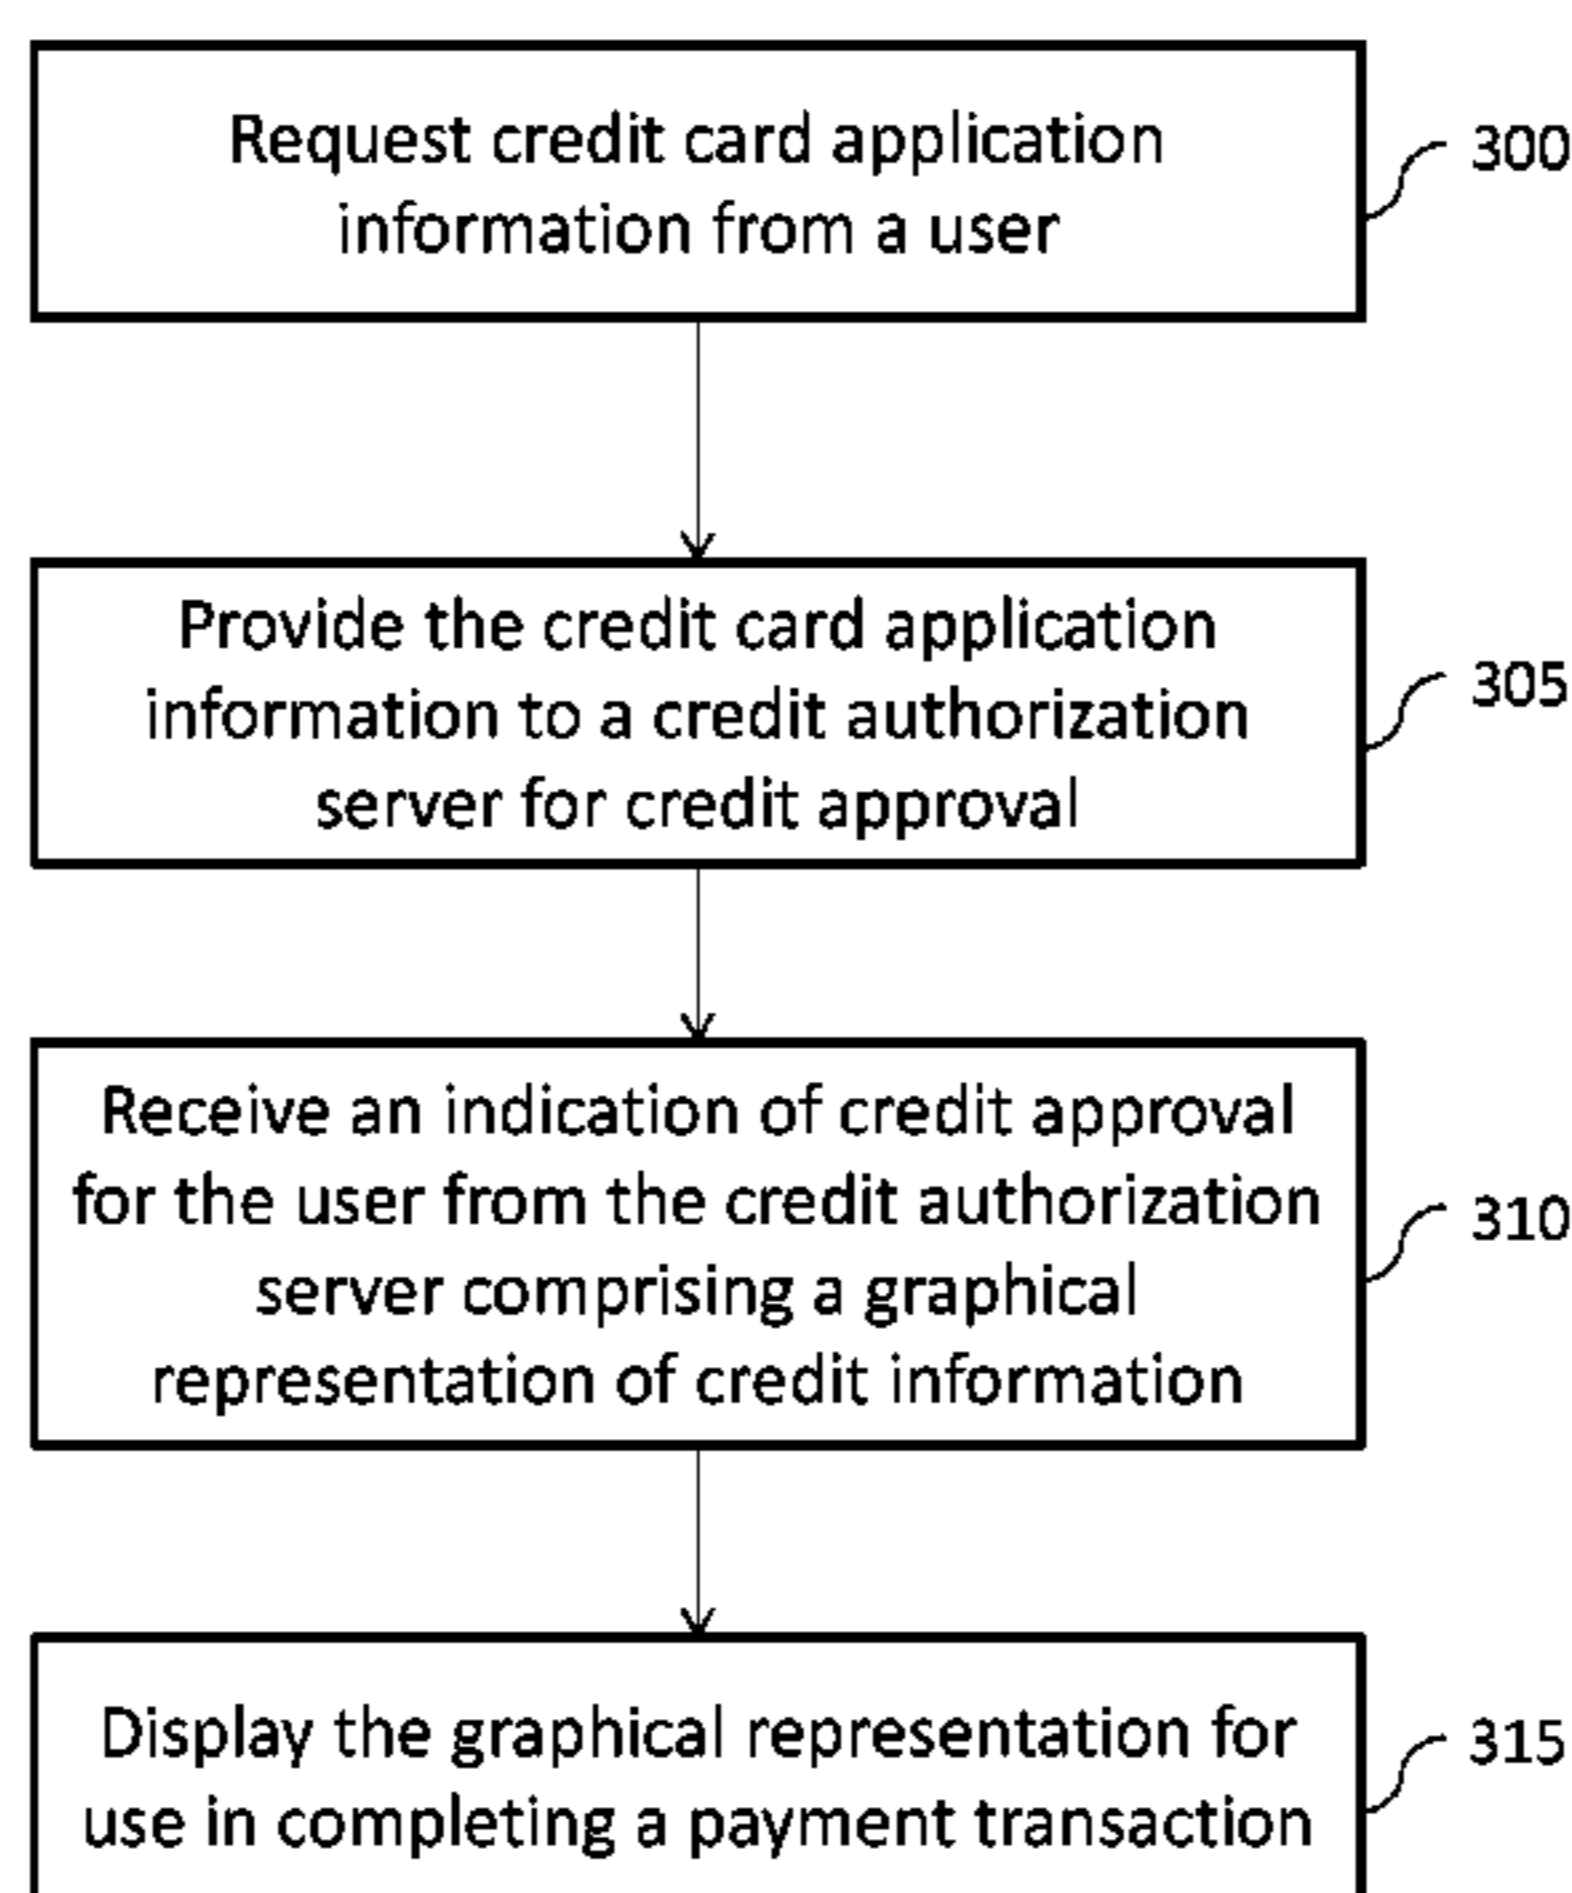 Request credit card application
information from a user
300
Provide the credit card application
information to a credit authorization
server for credit approval
305
Receive an indication of credit approval
for the user from the credit authorization
server comprising a graphical
representation of credit information
310
Display the graphical representation for
use in completing a payment transaction
315